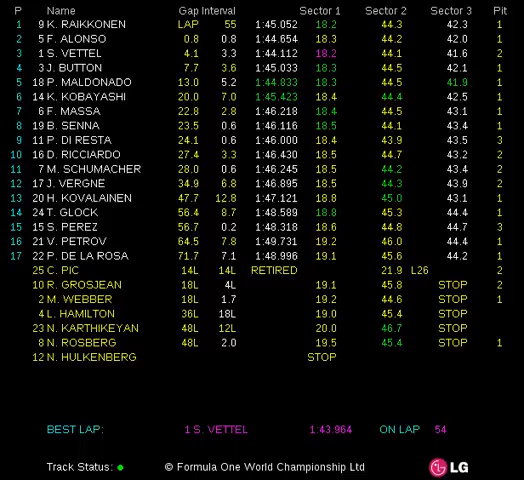 P Name Gap Interval Sector 1 Sector 2 Sector 3 Pit
1 9 K. RAIKKONEN LAP 55 1:45.052 18.2 44.3 42.3 1
2 5 F. ALONSO 0.8 0.8 1:44.654 18.3 44.2 42.0 1
3 1 S. VETTEL 4.1 3.3 1:44.112 18.2 44.1 41.6 2
4 3 J. BUTTON 7.7 3.6 1:45.033 18.3 44.5 42.1 1
5 18 P. MALDONADO 13.0 5.2 1:44.833 18.3 44.5 41.9 1
6 14 K. KOBAYASHI 20.0 7.0 1:45.423 18.4 44.4 42.5 1
7 6 F. MASSA 22.8 2.8 1:46.218 18.4 44.5 43.1 1
8 19 B. SENNA 23.5 0.6 1:46.116 18.5 44.1 43.4 1
9 11 P. DI RESTA 24.1 0.6 1:46.000 18.4 43.9 43.5 3
10 16 D. RICCIARDO 27.4 3.3 1:46.430 18.5 44.7 43.2 2
11 7 M. SCHUMACHER 28.0 0.6 1:46.245 18.5 44.2 43.4 2
12 17 J. VERGNE 34.9 6.8 1:46.895 18.5 44.3 43.9 2
13 20 H. KOVALAINEN 47.7 12.8 1:47.121 18.8 45.0 43.1 1
14 24 T. GLOCK 56.4 8.7 1:48.589 18.8 45.3 44.4 1
15 15 S. PEREZ 56.7 0.2 1:48.318 18.6 44.8 44.7 3
16 21 V. PETROV 64.5 7.8 1:49.731 19.2 46.0 44.4 1
17 22 P. DE LA ROSA 71.7 7.1 1:48.996 19.1 45.6 44.2 1
25 C. PIC 14L 14L RETIRED 21.9 L26 2
10 R. GROSJEAN 18L 4L 19.1 45.8 STOP 2
2 M. WEBBER 18L 1.7 19.2 44.6 STOP 1
4 L. HAMILTON 36L 18L 19.0 45.4 STOP
23 N. KARTHIKEYAN 48L 12L 20.0 46.7 STOP
8 N. ROSBERG 48L 2.0 19.5 45.4 STOP 1
12 N. HULKENBERG STOP
BEST LAP: 1 S. VETTEL 1:43.964 ON LAP 54
Track Status: © Formula One World Championship Ltd LG